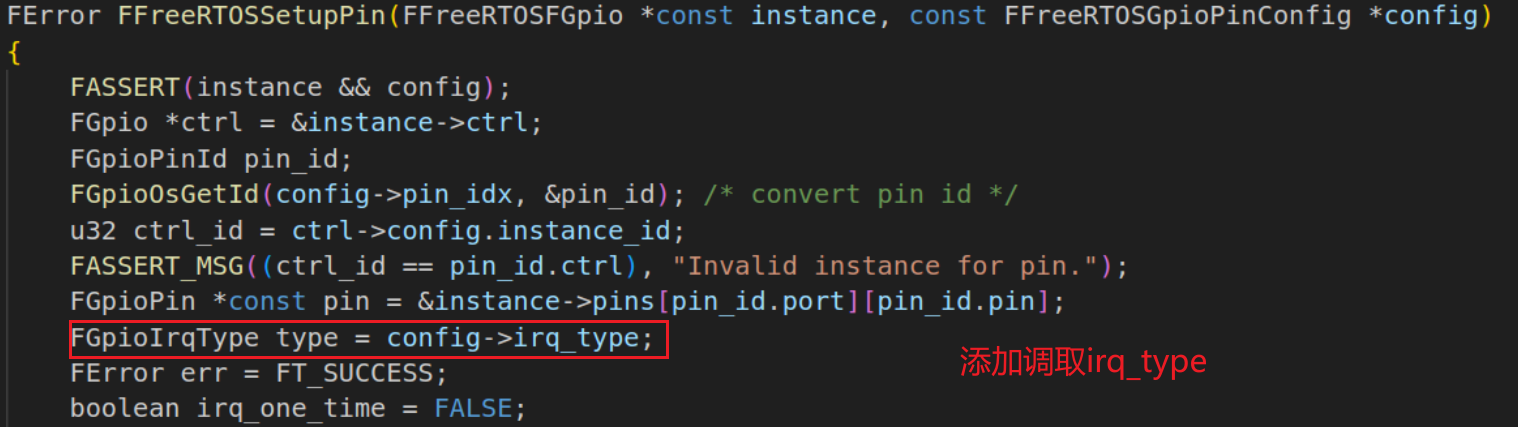 FError FFreeRTOSSetupPin(FFreeRTOSFGpio *const instance, const FFreeRTOSGpioPinConfig *config)
{
    FASSERT(instance && config);
    FGpio *ctrl = &instance->ctrl;
    FGpioPinId pin_id;
    FGpioOsGetId(config->pin_idx, &pin_id); /* convert pin id */
    u32 ctrl_id = ctrl->config.instance_id;
    FASSERT_MSG((ctrl_id == pin_id.ctrl), "Invalid instance for pin.");
    FGpioPin *const pin = &instance->pins[pin_id.port][pin_id.pin];
    FGpioIrqType type = config->irq_type;
添加调取irq_type
    FError err = FT_SUCCESS;
    boolean irq_one_time = FALSE;